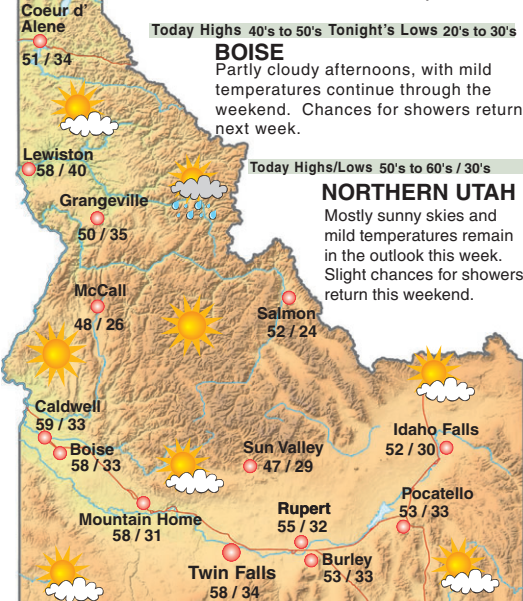 Coeur d'
Alene
51 / 34
Today Highs 40's to 50's Tonight's Lows 20's to 30's
BOISE
Partly cloudy afternoons, with mild
temperatures continue through the
weekend. Chances for showers return
next week.
Lewiston
58 / 40
Today Highs/Lows 50's to 60's / 30's
NORTHERN UTAH
Mostly sunny skies and
mild temperatures remain
in the outlook this week.
Slight chances for showers
return this weekend.
Grangeville
50 / 35
McCall
48 / 26
Salmon
52 / 24
Caldwell
59 / 33
Boise
58 / 33
Sun Valley
47 / 29
Idaho Falls
52 / 30
Mountain Home
58 / 31
Rupert
55 / 32
Pocatello
53 / 33
Twin Falls
58 / 34
Burley
53 / 33